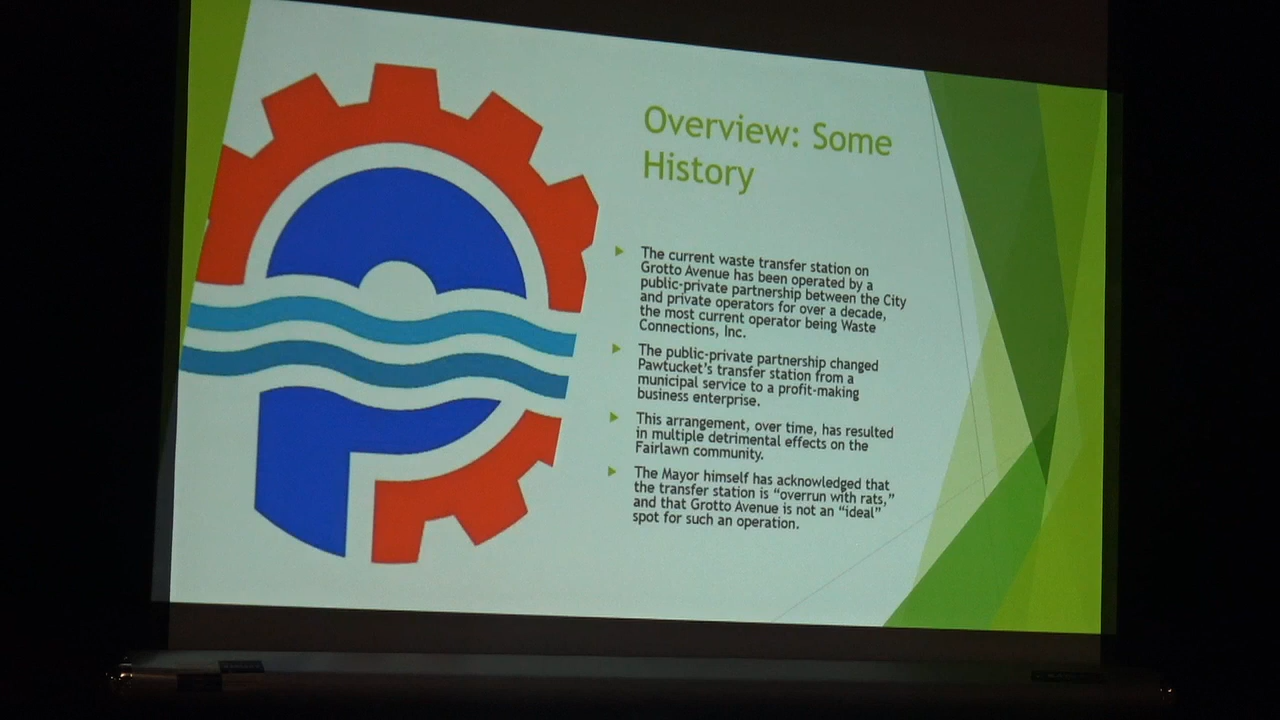 Overview: Some
History
The current waste transfer station on
Grotto Avenue has been operated by a
public-private partnership between the City
and private operators for over a decade,
the most current operator being Waste
Connections, Inc.
The public-private partnership changed
Pawtucket's transfer station from a
municipal service to a profit-making
business enterprise.
This arrangement, over time, has resulted
in multiple detrimental effects on the
Fairlawn community.
The Mayor himself has acknowledged that
the transfer station is “overrun with rats,”
and that Grotto Avenue is not an “ideal”
spot for such an operation.